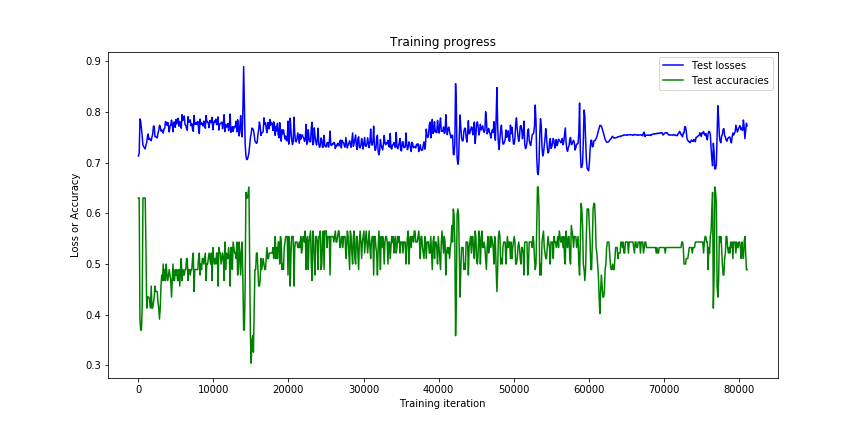 Training progress
Test losses
Test accuracies
Loss or Accuracy
0.9
0.8
0.7
0.6
0.5
0.4
0.3
0 10000 20000 30000 40000 50000 60000 70000 80000
Training iteration